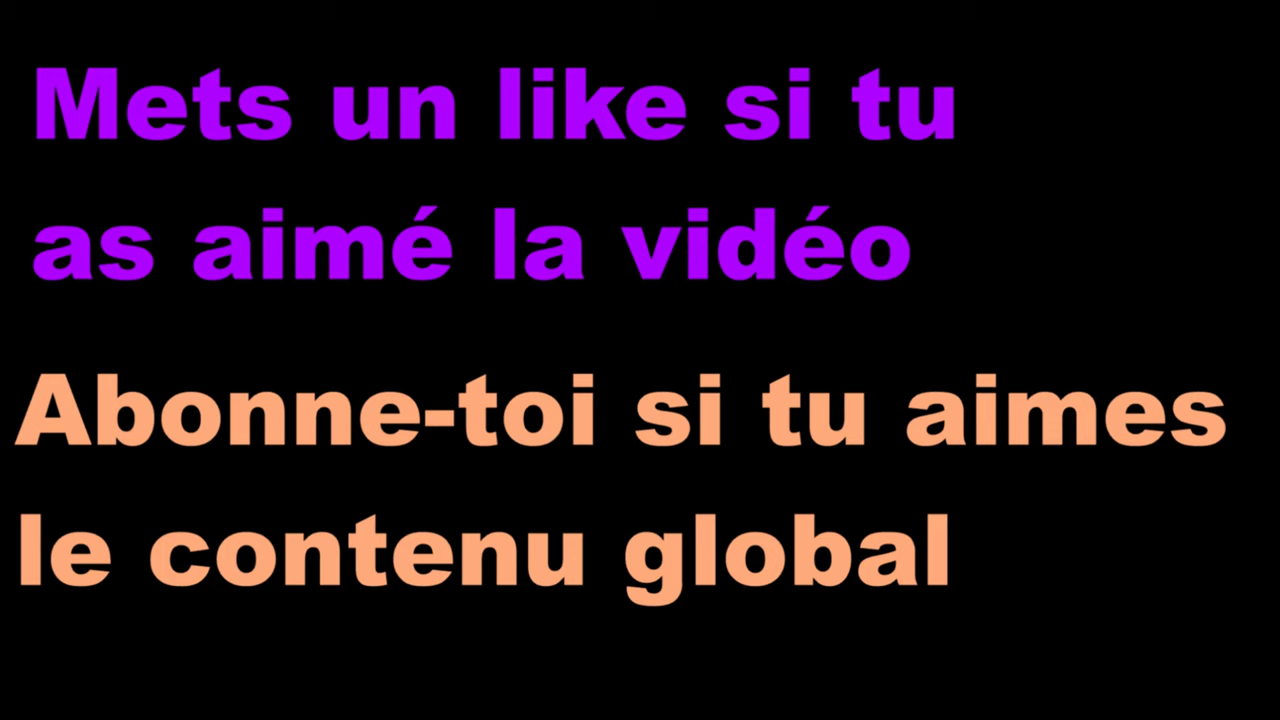 Mets un like si tu
as aimé la vidéo
Abonne-toi si tu aimes
le contenu global